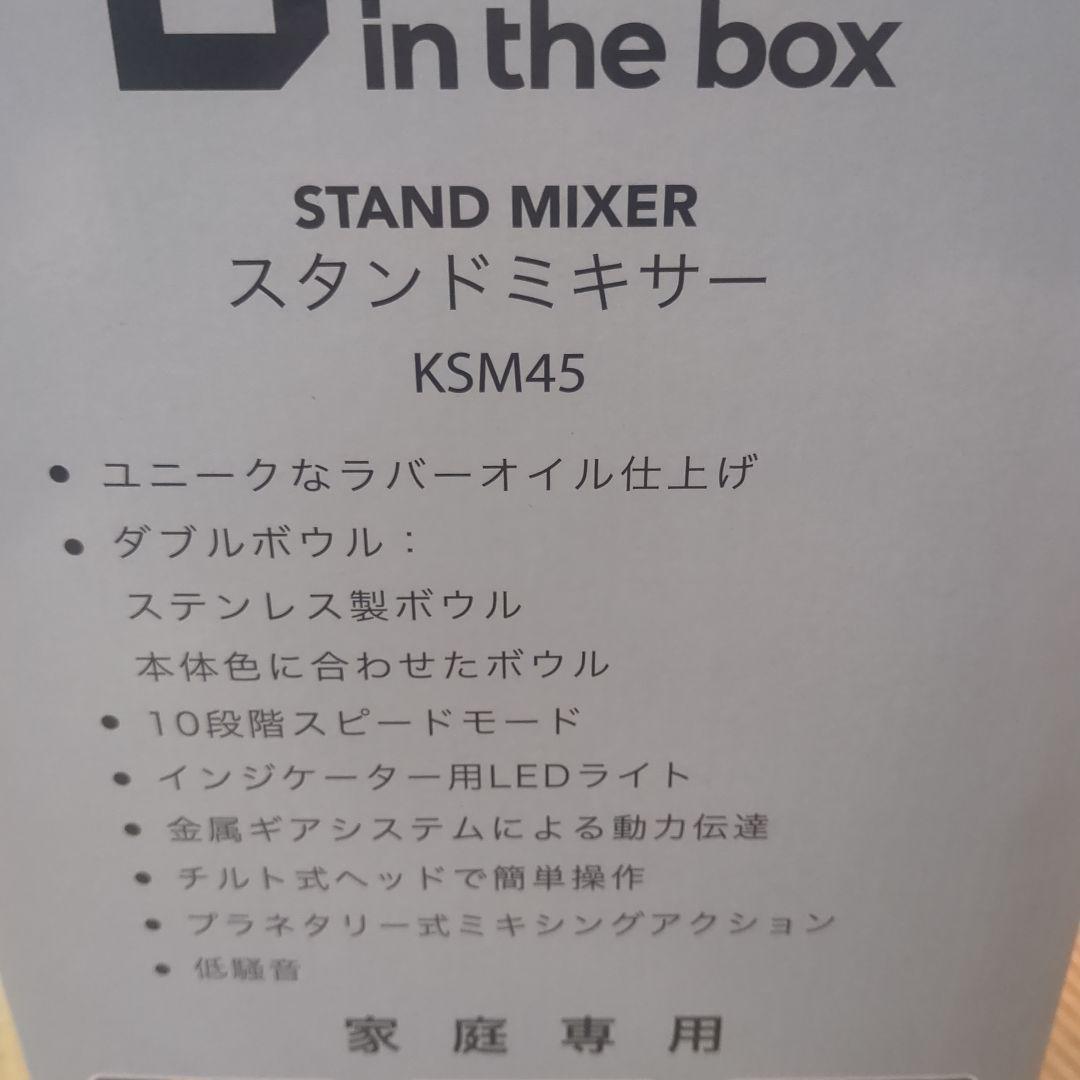 in the box
STAND MIXER
スタンドミキサー
KSM45
• ユニークなラバーオイル仕上げ
• ダブルボウル：
ステンレス製ボウル
本体色に合わせたボウル
• 10段階スピードモード
• インジケーター用LEDライト
• 金属ギアシステムによる動力伝達
• チルト式ヘッドで簡単操作
• プラネタリー式ミキシングアクション
• 低騒音
家庭専用